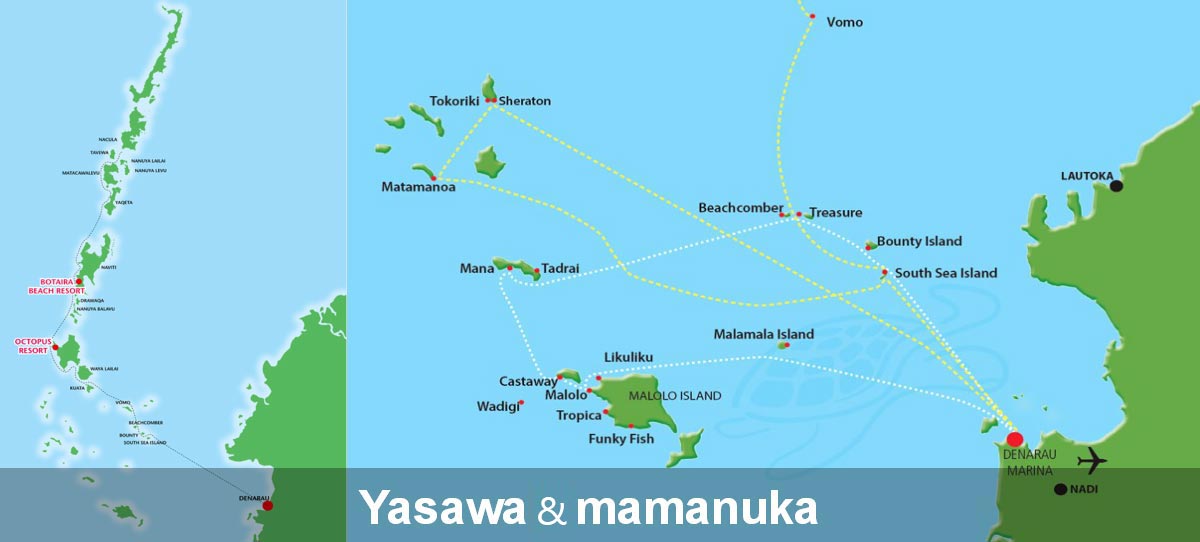 NACULA
TAVEWA
NANUYA LAILAI
MATACAWALEVU
NANUYA LEVU
YAQETA
NAVITI
BOTAIRA
BEACH RESORT
DRAWAQA
NANUYA BALAVU
OCTOPUS
RESORT
WAYA LAILAI
KUATA
VOMO
BEACHCOMBER
BOUNTY
SOUTH SEA ISLAND
DENARAU
Vomo
Tokoriki
Sheraton
Matamanoa
LAUTOKA
Beachcomber
Treasure
Bounty Island
Mana
Tadrai
South Sea Island
Malamala Island
Likuliku
Castaway
Malolo
MALOLO ISLAND
Wadigi
Tropica
Funky Fish
DENARAU
MARINA
NADI
Yasawa & mamanuka